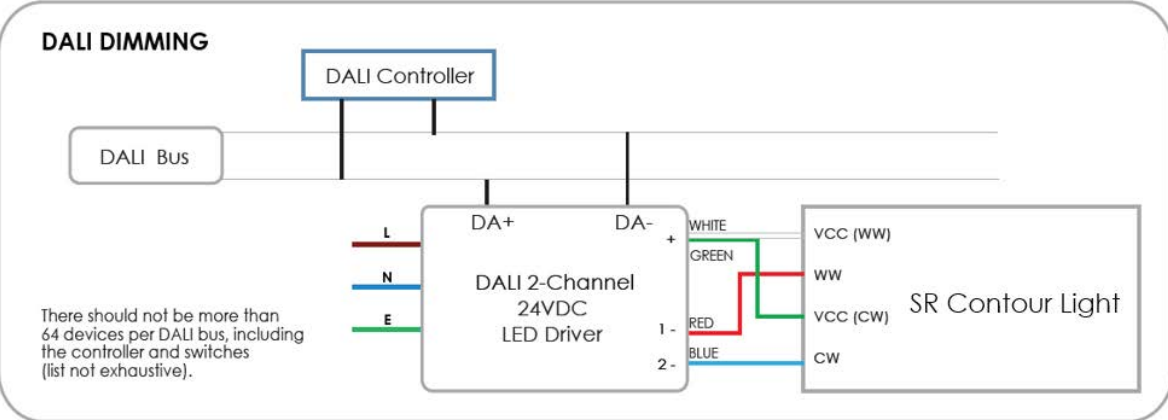 DALI DIMMING
DALI Controller
DALI Bus
DA+ DA-
L
N
E
DALI 2-Channel
24VDC
LED Driver
+
1 -
2 -
WHITE
GREEN
RED
BLUE
VCC (WW)
WW
VCC (CW)
CW
SR Contour Light
There should not be more than
64 devices per DALI bus, including
the controller and switches
(list not exhaustive).